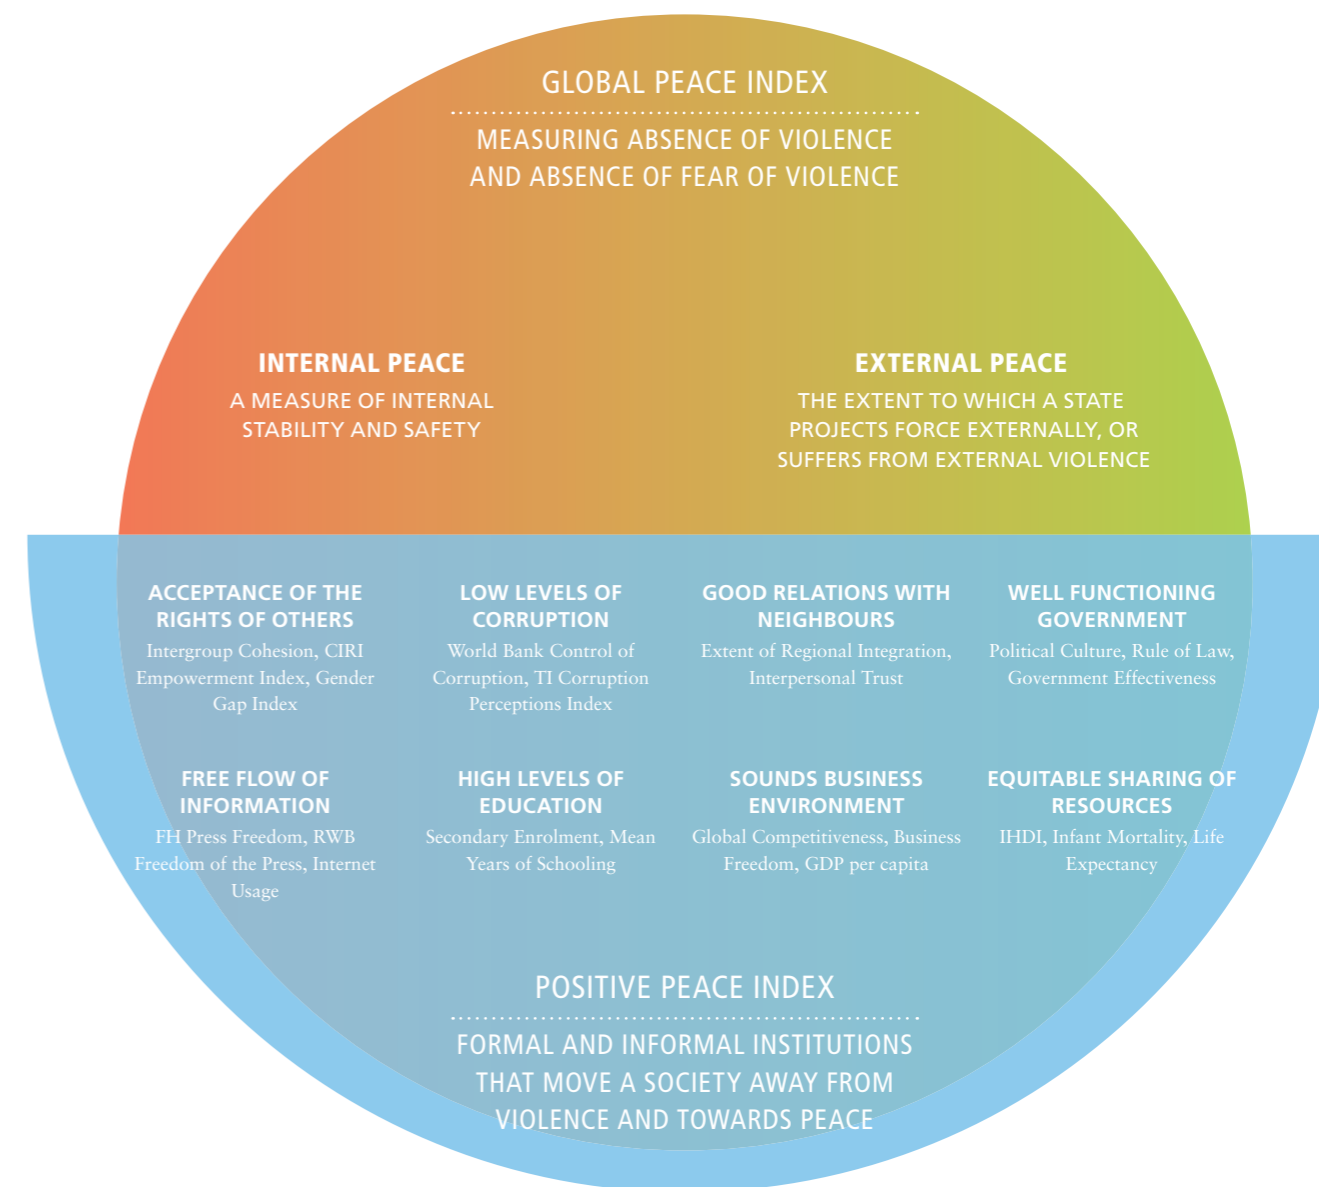 GLOBAL PEACE INDEX
MEASURING ABSENCE OF VIOLENCE
AND ABSENCE OF FEAR OF VIOLENCE
INTERNAL PEACE
A MEASURE OF INTERNAL
STABILITY AND SAFETY
EXTERNAL PEACE
THE EXTENT TO WHICH A STATE
PROJECTS FORCE EXTERNALLY, OR
SUFFERS FROM EXTERNAL VIOLENCE
ACCEPTANCE OF THE
RIGHTS OF OTHERS
Intergroup Cohesion, CIRI
Empowerment Index, Gender
Gap Index
LOW LEVELS OF
CORRUPTION
World Bank Control of
Corruption, TI Corruption
Perceptions Index
GOOD RELATIONS WITH
NEIGHBOURS
Extent of Regional Integration,
Interpersonal Trust
WELL FUNCTIONING
GOVERNMENT
Political Culture, Rule of Law,
Government Effectiveness
FREE FLOW OF
INFORMATION
FH Press Freedom, RWB
Freedom of the Press, Internet
Usage
HIGH LEVELS OF
EDUCATION
Secondary Enrolment, Mean
Years of Schooling
SOUNDS BUSINESS
ENVIRONMENT
Global Competitiveness, Business
Freedom, GDP per capita
EQUITABLE SHARING OF
RESOURCES
IHDI, Infant Mortality, Life
Expectancy
POSITIVE PEACE INDEX
FORMAL AND INFORMAL INSTITUTIONS
THAT MOVE A SOCIETY AWAY FROM
VIOLENCE AND TOWARDS PEACE